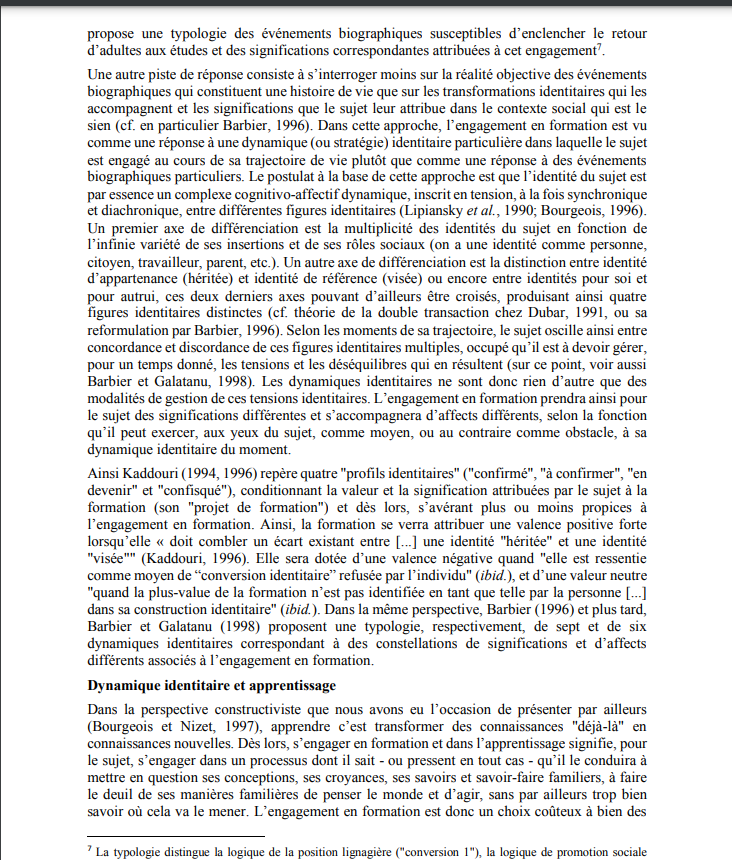 propose une typologie des événements biographiques susceptibles d’enclencher le retour
d’adultes aux études et des significations correspondantes attribuées à cet engagement⁷.
Une autre piste de réponse consiste à s’interroger moins sur la réalité objective des événements
biographiques qui constituent une histoire de vie que sur les transformations identitaires qui les
accompagnent et les significations que le sujet leur attribue dans le contexte social qui est le
sien (cf. en particulier Barbier, 1996). Dans cette approche, l’engagement en formation est vu
comme une réponse à une dynamique (ou stratégie) identitaire particulière dans laquelle le sujet
est engagé au cours de sa trajectoire de vie plutôt que comme une réponse à des événements
biographiques particuliers. Le postulat à la base de cette approche est que l’identité du sujet est
par essence un complexe cognitivo-affectif dynamique, inscrit en tension, à la fois synchronique
et diachronique, entre différentes figures identitaires (Lipiansky et al., 1990; Bourgeois, 1996).
Un premier axe de différenciation est la multiplicité des identités du sujet en fonction de
l’infinie variété de ses insertions et de ses rôles sociaux (on a une identité comme personne,
citoyen, travailleur, parent, etc.). Un autre axe de différenciation est la distinction entre identité
d’appartenance (héritée) et identité de référence (visée) ou encore entre identités pour soi et
pour autrui, ces deux derniers axes pouvant d’ailleurs être croisés, produisant ainsi quatre
figures identitaires distinctes (cf. théorie de la double transaction chez Dubar, 1991, ou sa
reformulation par Barbier, 1996). Selon les moments de sa trajectoire, le sujet oscille ainsi entre
concordance et discordance de ces figures identitaires multiples, occupé qu’il est à devoir gérer,
pour un temps donné, les tensions et les déséquilibres qui en résultent (sur ce point, voir aussi
Barbier et Galatanu, 1998). Les dynamiques identitaires ne sont donc rien d’autre que des
modalités de gestion de ces tensions identitaires. L’engagement en formation prendra ainsi pour
le sujet des significations différentes et s’accompagnera d’affects différents, selon la fonction
qu’il peut exercer, aux yeux du sujet, comme moyen, ou au contraire comme obstacle, à sa
dynamique identitaire du moment.
Ainsi Kaddouri (1994, 1996) repère quatre "profils identitaires" ("confirmé", "à confirmer", "en
devenir" et "confisqué"), conditionnant la valeur et la signification attribuées par le sujet à la
formation (son "projet de formation") et dès lors, s’avérant plus ou moins propices à
l’engagement en formation. Ainsi, la formation se verra attribuer une valence positive forte
lorsqu’elle « doit combler un écart existant entre [...] une identité "héritée" et une identité
"visée"" (Kaddouri, 1996). Elle sera dotée d’une valence négative quand "elle est ressentie
comme moyen de “conversion identitaire” refusée par l’individu" (ibid.), et d’une valeur neutre
"quand la plus-value de la formation n’est pas identifiée en tant que telle par la personne [...]
dans sa construction identitaire" (ibid.). Dans la même perspective, Barbier (1996) et plus tard,
Barbier et Galatanu (1998) proposent une typologie, respectivement, de sept et de six
dynamiques identitaires correspondant à des constellations de significations et d’affects
différents associés à l’engagement en formation.
Dynamique identitaire et apprentissage
Dans la perspective constructiviste que nous avons eu l’occasion de présenter par ailleurs
(Bourgeois et Nizet, 1997), apprendre c’est transformer des connaissances "déjà-là" en
connaissances nouvelles. Dès lors, s’engager en formation et dans l’apprentissage signifie, pour
le sujet, s’engager dans un processus dont il sait - ou pressent en tout cas - qu’il le conduira à
mettre en question ses conceptions, ses croyances, ses savoirs et savoir-faire familiers, à faire
le deuil de ses manières familières de penser le monde et d’agir, sans par ailleurs trop bien
savoir où cela va le mener. L’engagement en formation est donc un choix coûteux à bien des
⁷ La typologie distingue la logique de la position lignagière ("conversion 1"), la logique de promotion sociale